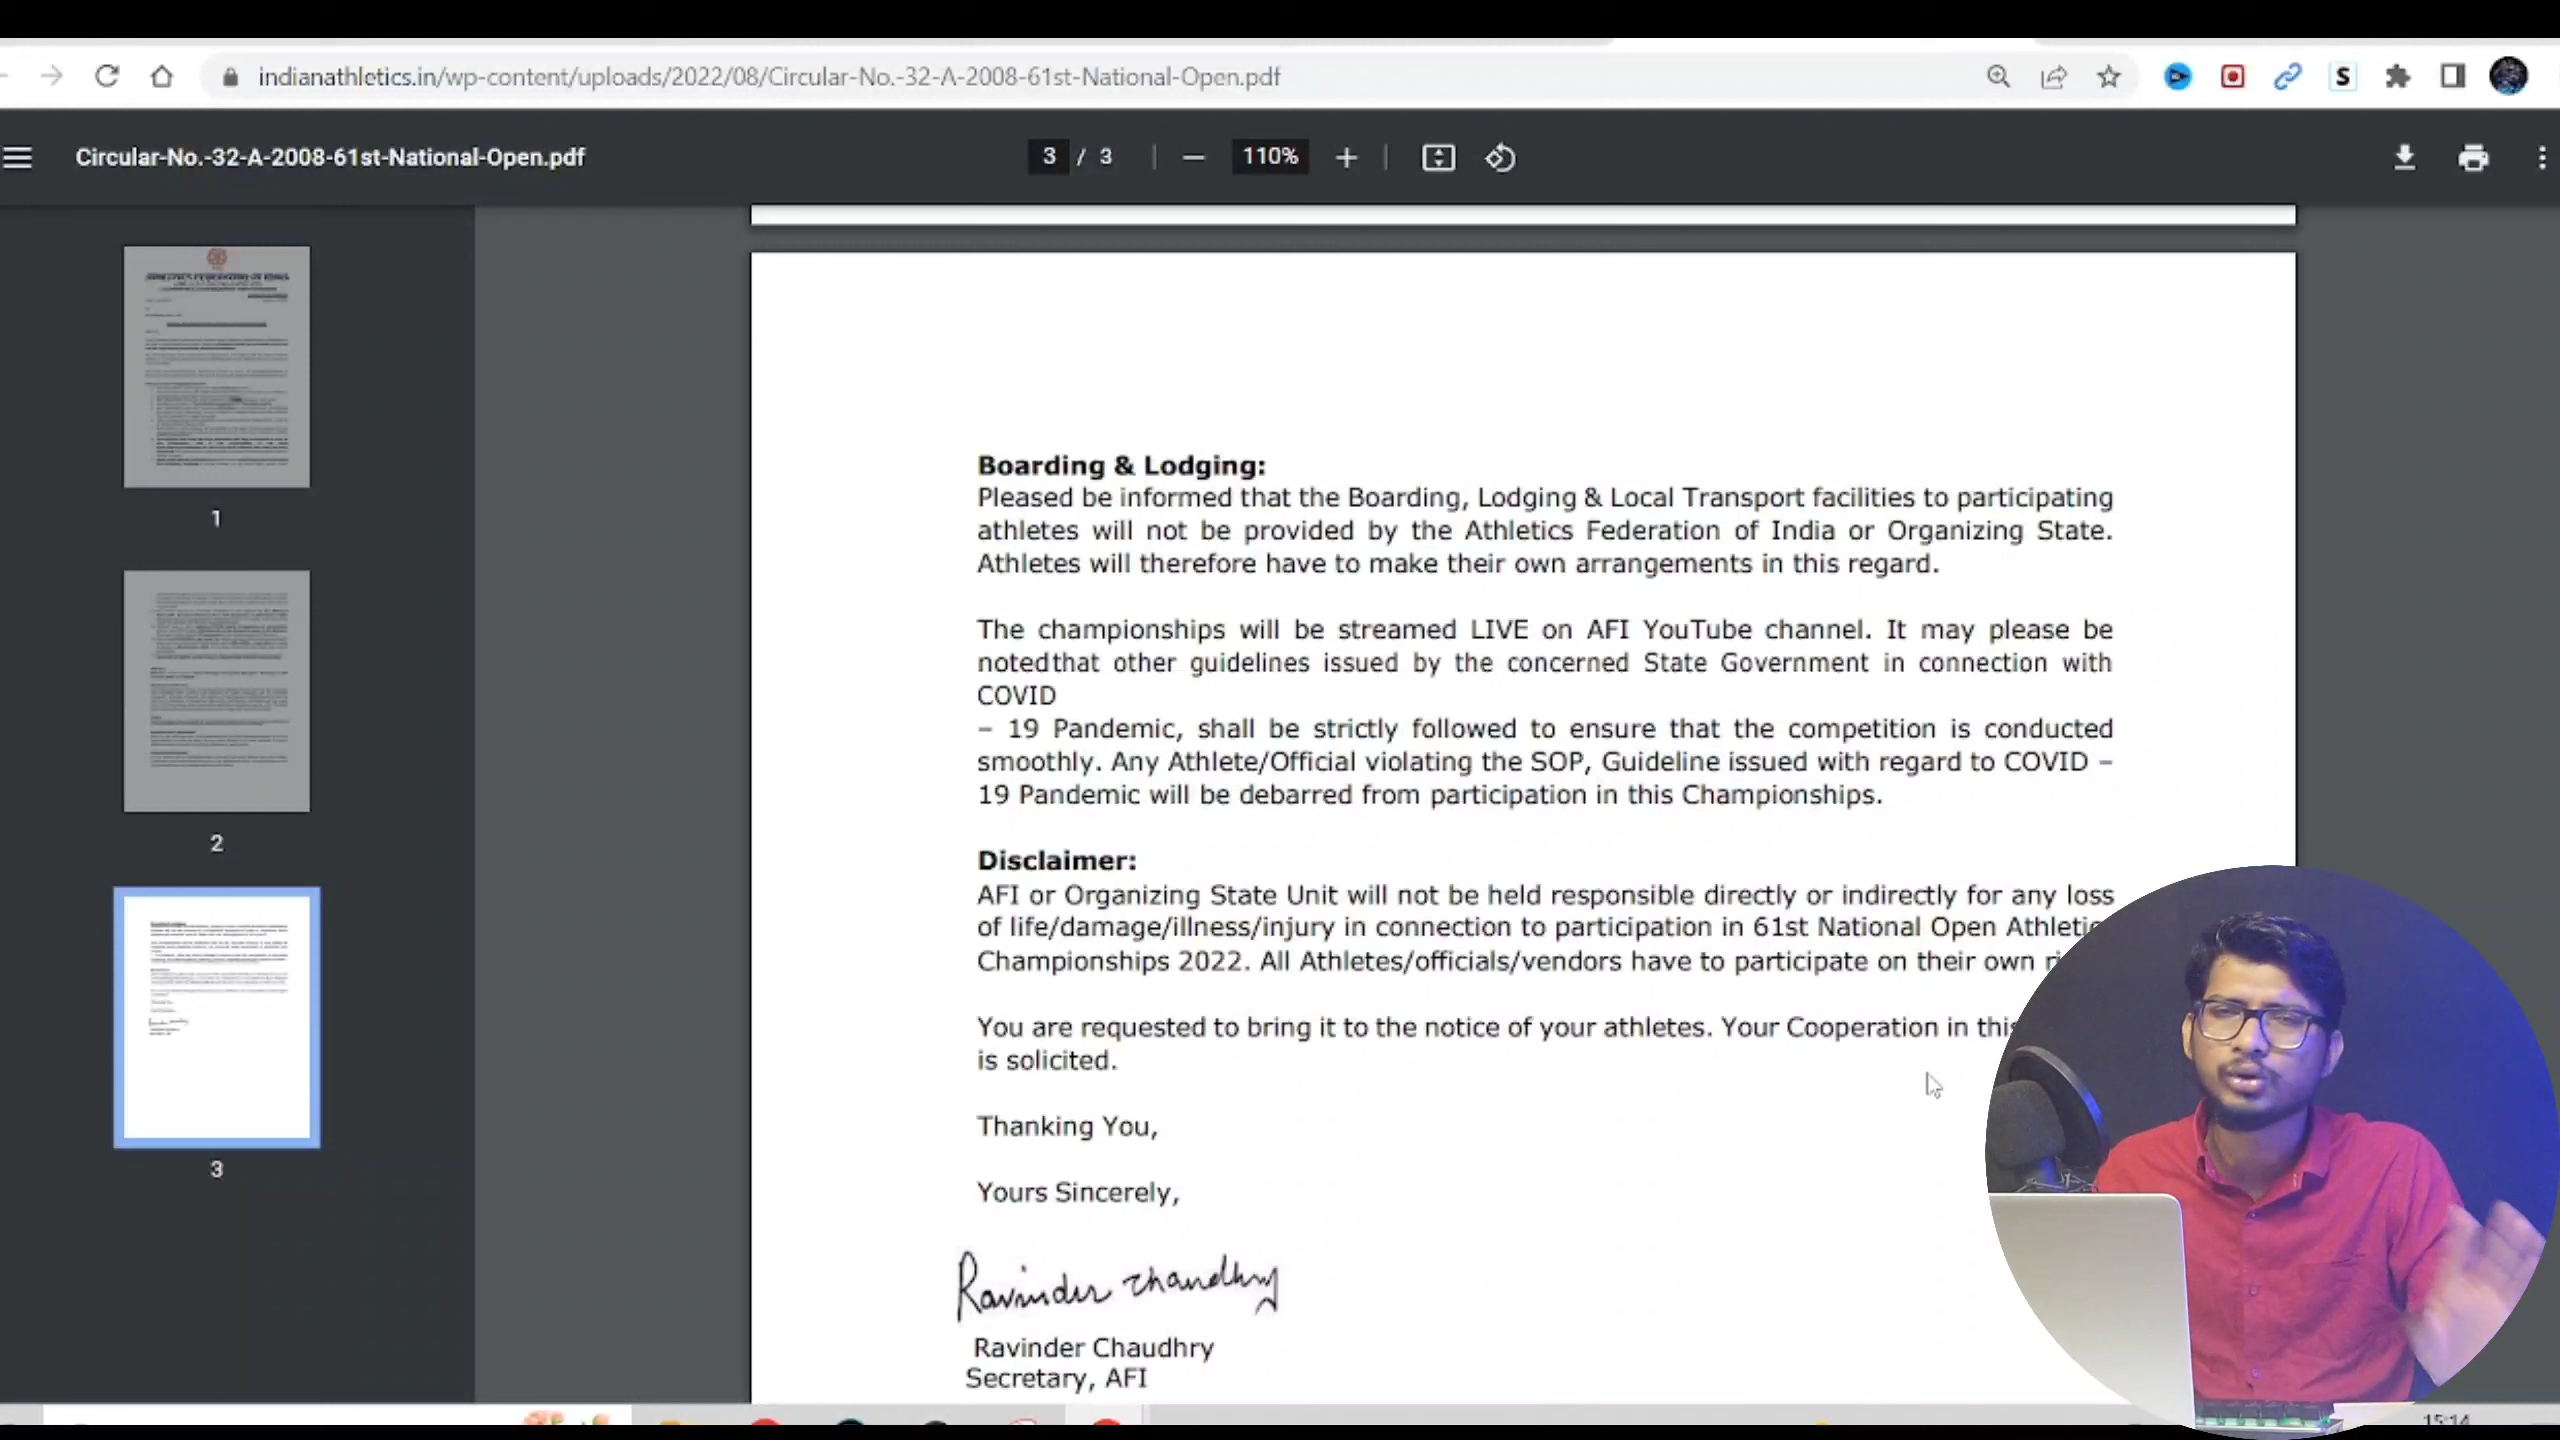 indianathletics.in/wp-content/uploads/2022/08/Circular-No.-32-A-2008-61st-National-Open.pdf
S
Circular-No.-32-A-2008-61st-National-Open.pdf
3 / 3
110%
1
2
3
Boarding & Lodging:
Pleased be informed that the Boarding, Lodging & Local Transport facilities to participating
athletes will not be provided by the Athletics Federation of India or Organizing State.
Athletes will therefore have to make their own arrangements in this regard.
The championships will be streamed LIVE on AFI YouTube channel. It may please be
notedthat other guidelines issued by the concerned State Government in connection with
COVID
– 19 Pandemic, shall be strictly followed to ensure that the competition is conducted
smoothly. Any Athlete/Official violating the SOP, Guideline issued with regard to COVID –
19 Pandemic will be debarred from participation in this Championships.
Disclaimer:
AFI or Organizing State Unit will not be held responsible directly or indirectly for any loss
of life/damage/illness/injury in connection to participation in 61st National Open Athletic
Championships 2022. All Athletes/officials/vendors have to participate on their own
You are requested to bring it to the notice of your athletes. Your Cooperation in this
is solicited.
Thanking You,
Yours Sincerely,
Ravinder Chaudhry
Ravinder Chaudhry
Secretary, AFI
15:14